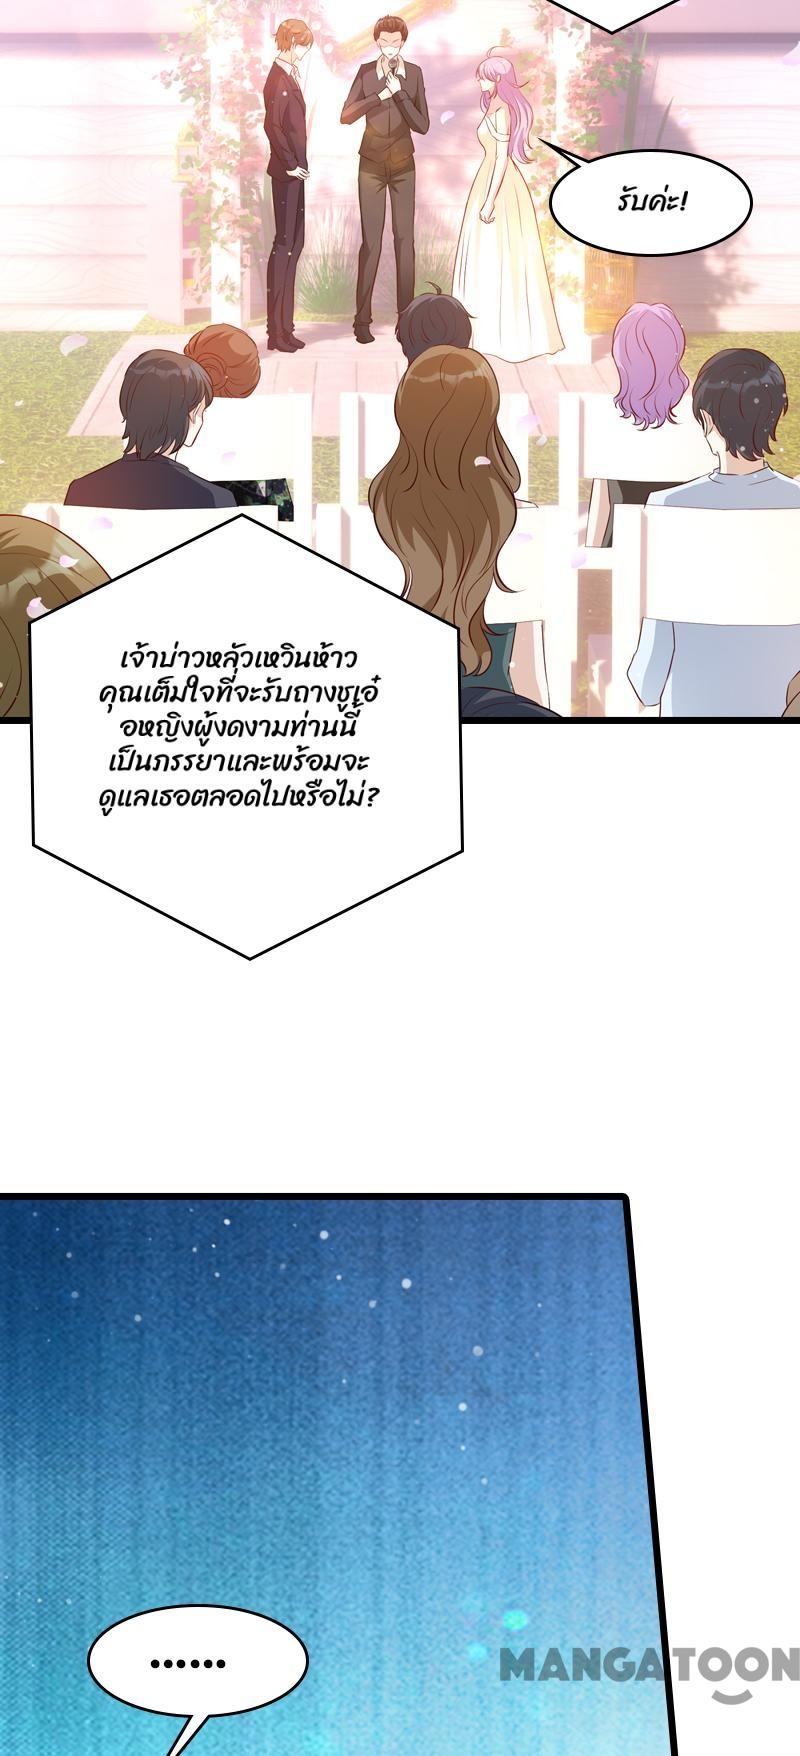 รับค่ะ!
เจ้าบ่าวหลัวเหวินห้าว
คุณเต็มใจที่จะรับถางชูเอ๋
อหญิงผู้งดงามท่านนี้
เป็นภรรยาและพร้อมจะ
ดูแลเธอตลอดไปหรือไม่?
......
MANGATOON